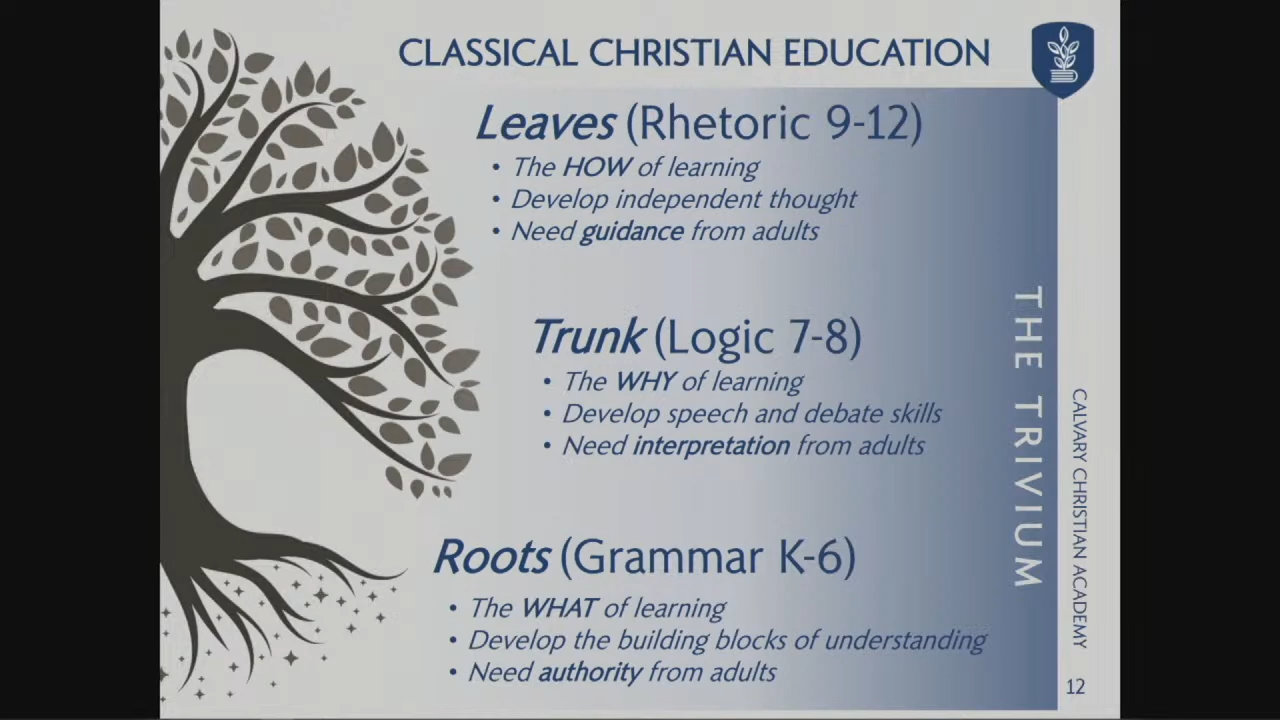 CLASSICAL CHRISTIAN EDUCATION
Leaves (Rhetoric 9-12)
• The HOW of learning
• Develop independent thought
• Need guidance from adults
Trunk (Logic 7-8)
• The WHY of learning
• Develop speech and debate skills
• Need interpretation from adults
Roots (Grammar K-6)
• The WHAT of learning
• Develop the building blocks of understanding
• Need authority from adults
THE TRIVIUM
CALVARY CHRISTIAN ACADEMY
12